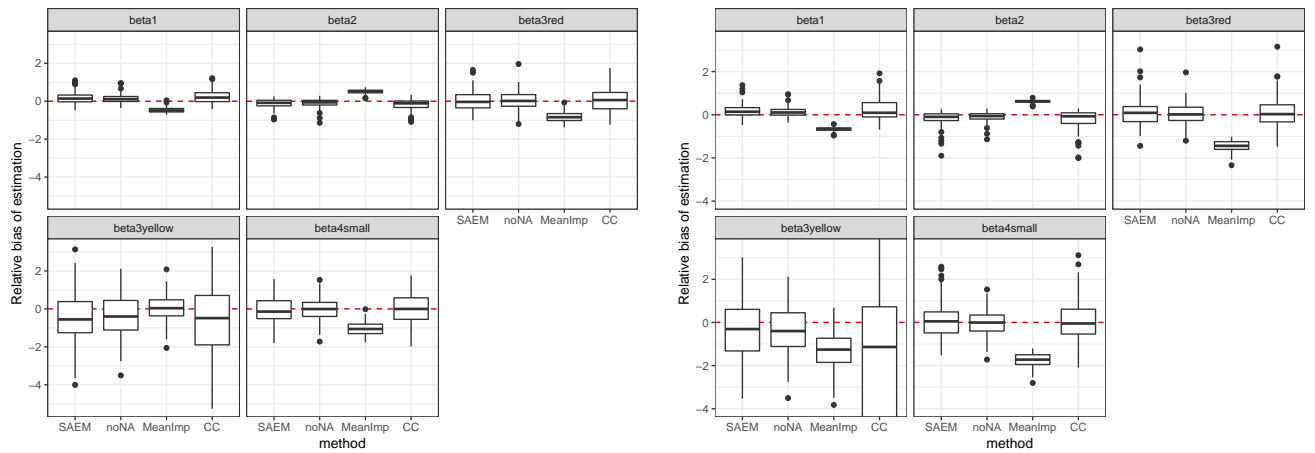 beta1 beta2 beta3red
2
0
−2
−4
SAEM noNA MeanImp CC
beta3yellow beta4small
2
0
−2
−4
SAEM noNA MeanImp CC SAEM noNA MeanImp CC
method
Relative bias of estimation
beta1 beta2 beta3red
2
0
−2
−4
SAEM noNA MeanImp CC
beta3yellow beta4small
2
0
−2
−4
SAEM noNA MeanImp CC SAEM noNA MeanImp CC
method
Relative bias of estimation